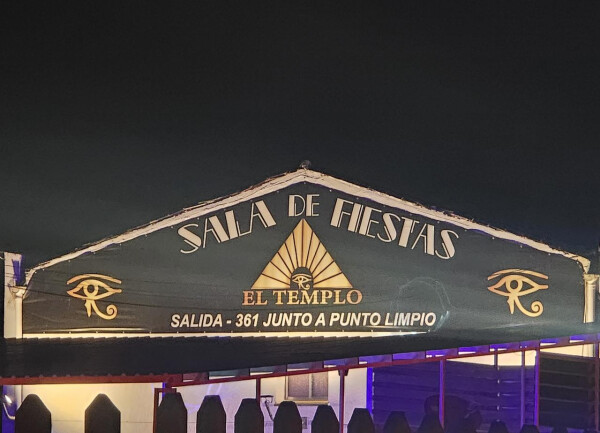 SALA DE FIESTAS
EL TEMPLO
SALIDA - 361 JUNTO A PUNTO LIMPIO